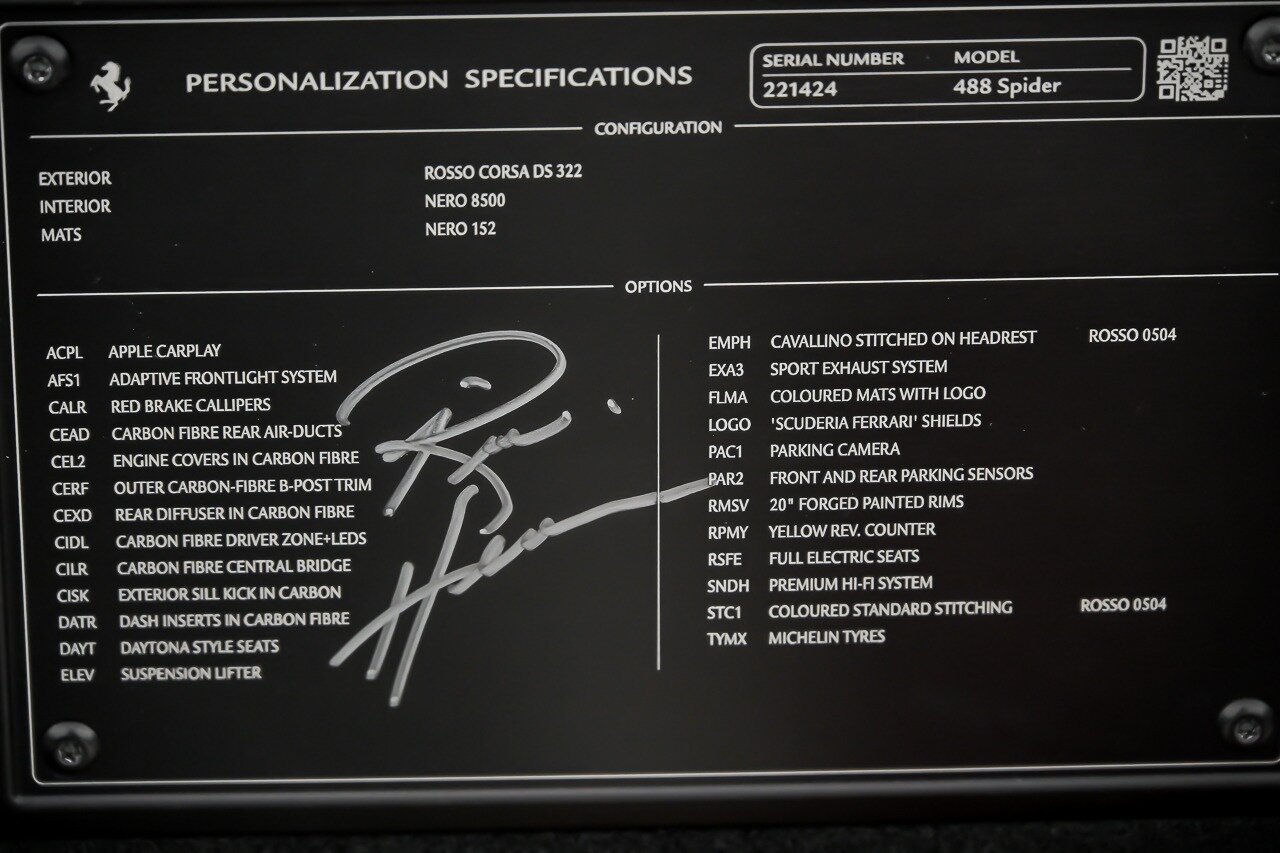 PERSONALIZATION SPECIFICATIONS
SERIAL NUMBER MODEL
221424 488 Spider
CONFIGURATION
EXTERIOR ROSSO CORSA DS 322
INTERIOR NERO 8500
MATS NERO 152
OPTIONS
ACPL APPLE CARPLAY
AFS1 ADAPTIVE FRONTLIGHT SYSTEM
CALR RED BRAKE CALLIPERS
CEAD CARBON FIBRE REAR AIR-DUCTS
CEL2 ENGINE COVERS IN CARBON FIBRE
CERF OUTER CARBON-FIBRE B-POST TRIM
CEXD REAR DIFFUSER IN CARBON FIBRE
CIDL CARBON FIBRE DRIVER ZONE+LEDS
CILR CARBON FIBRE CENTRAL BRIDGE
CISK EXTERIOR SILL KICK IN CARBON
DATR DASH INSERTS IN CARBON FIBRE
DAYT DAYTONA STYLE SEATS
ELEV SUSPENSION LIFTER
EMPH CAVALLINO STITCHED ON HEADREST ROSSO 0504
EXA3 SPORT EXHAUST SYSTEM
FLMA COLOURED MATS WITH LOGO
LOGO 'SCUDERIA FERRARI' SHIELDS
PAC1 PARKING CAMERA
PAR2 FRONT AND REAR PARKING SENSORS
RMSV 20" FORGED PAINTED RIMS
RPMY YELLOW REV. COUNTER
RSFE FULL ELECTRIC SEATS
SNDH PREMIUM HI-FI SYSTEM
STC1 COLOURED STANDARD STITCHING ROSSO 0504
TYMX MICHELIN TYRES